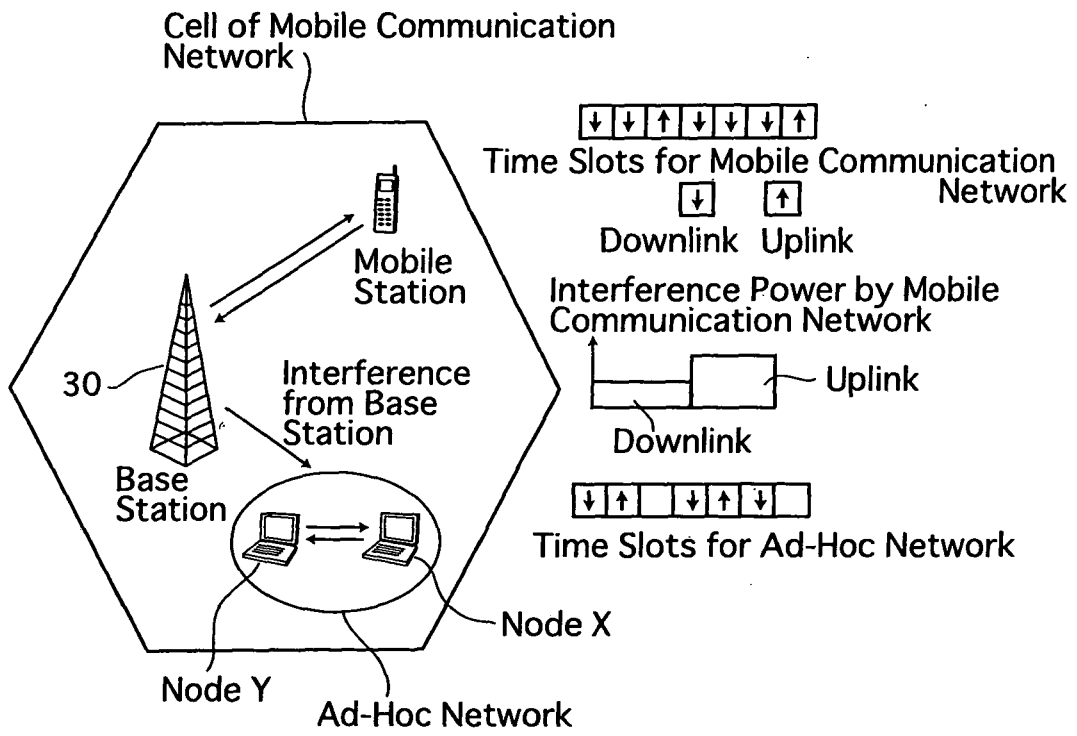 Cell of Mobile Communication
Network
Time Slots for Mobile Communication
Network
Downlink Uplink
Mobile
Station
Interference Power by Mobile
Communication Network
30
Interference
from Base
Station
Uplink
Downlink
Base
Station
Time Slots for Ad-Hoc Network
Node X
Node Y
Ad-Hoc Network